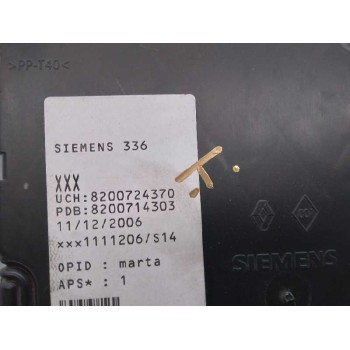 >PP-T40<
SIEMENS 336
XXX
UCH:8200724370
PDB:8200714303
11/12/2006
xxx1111206/S14
OPID : marta
APS* : 1
SIEMENS